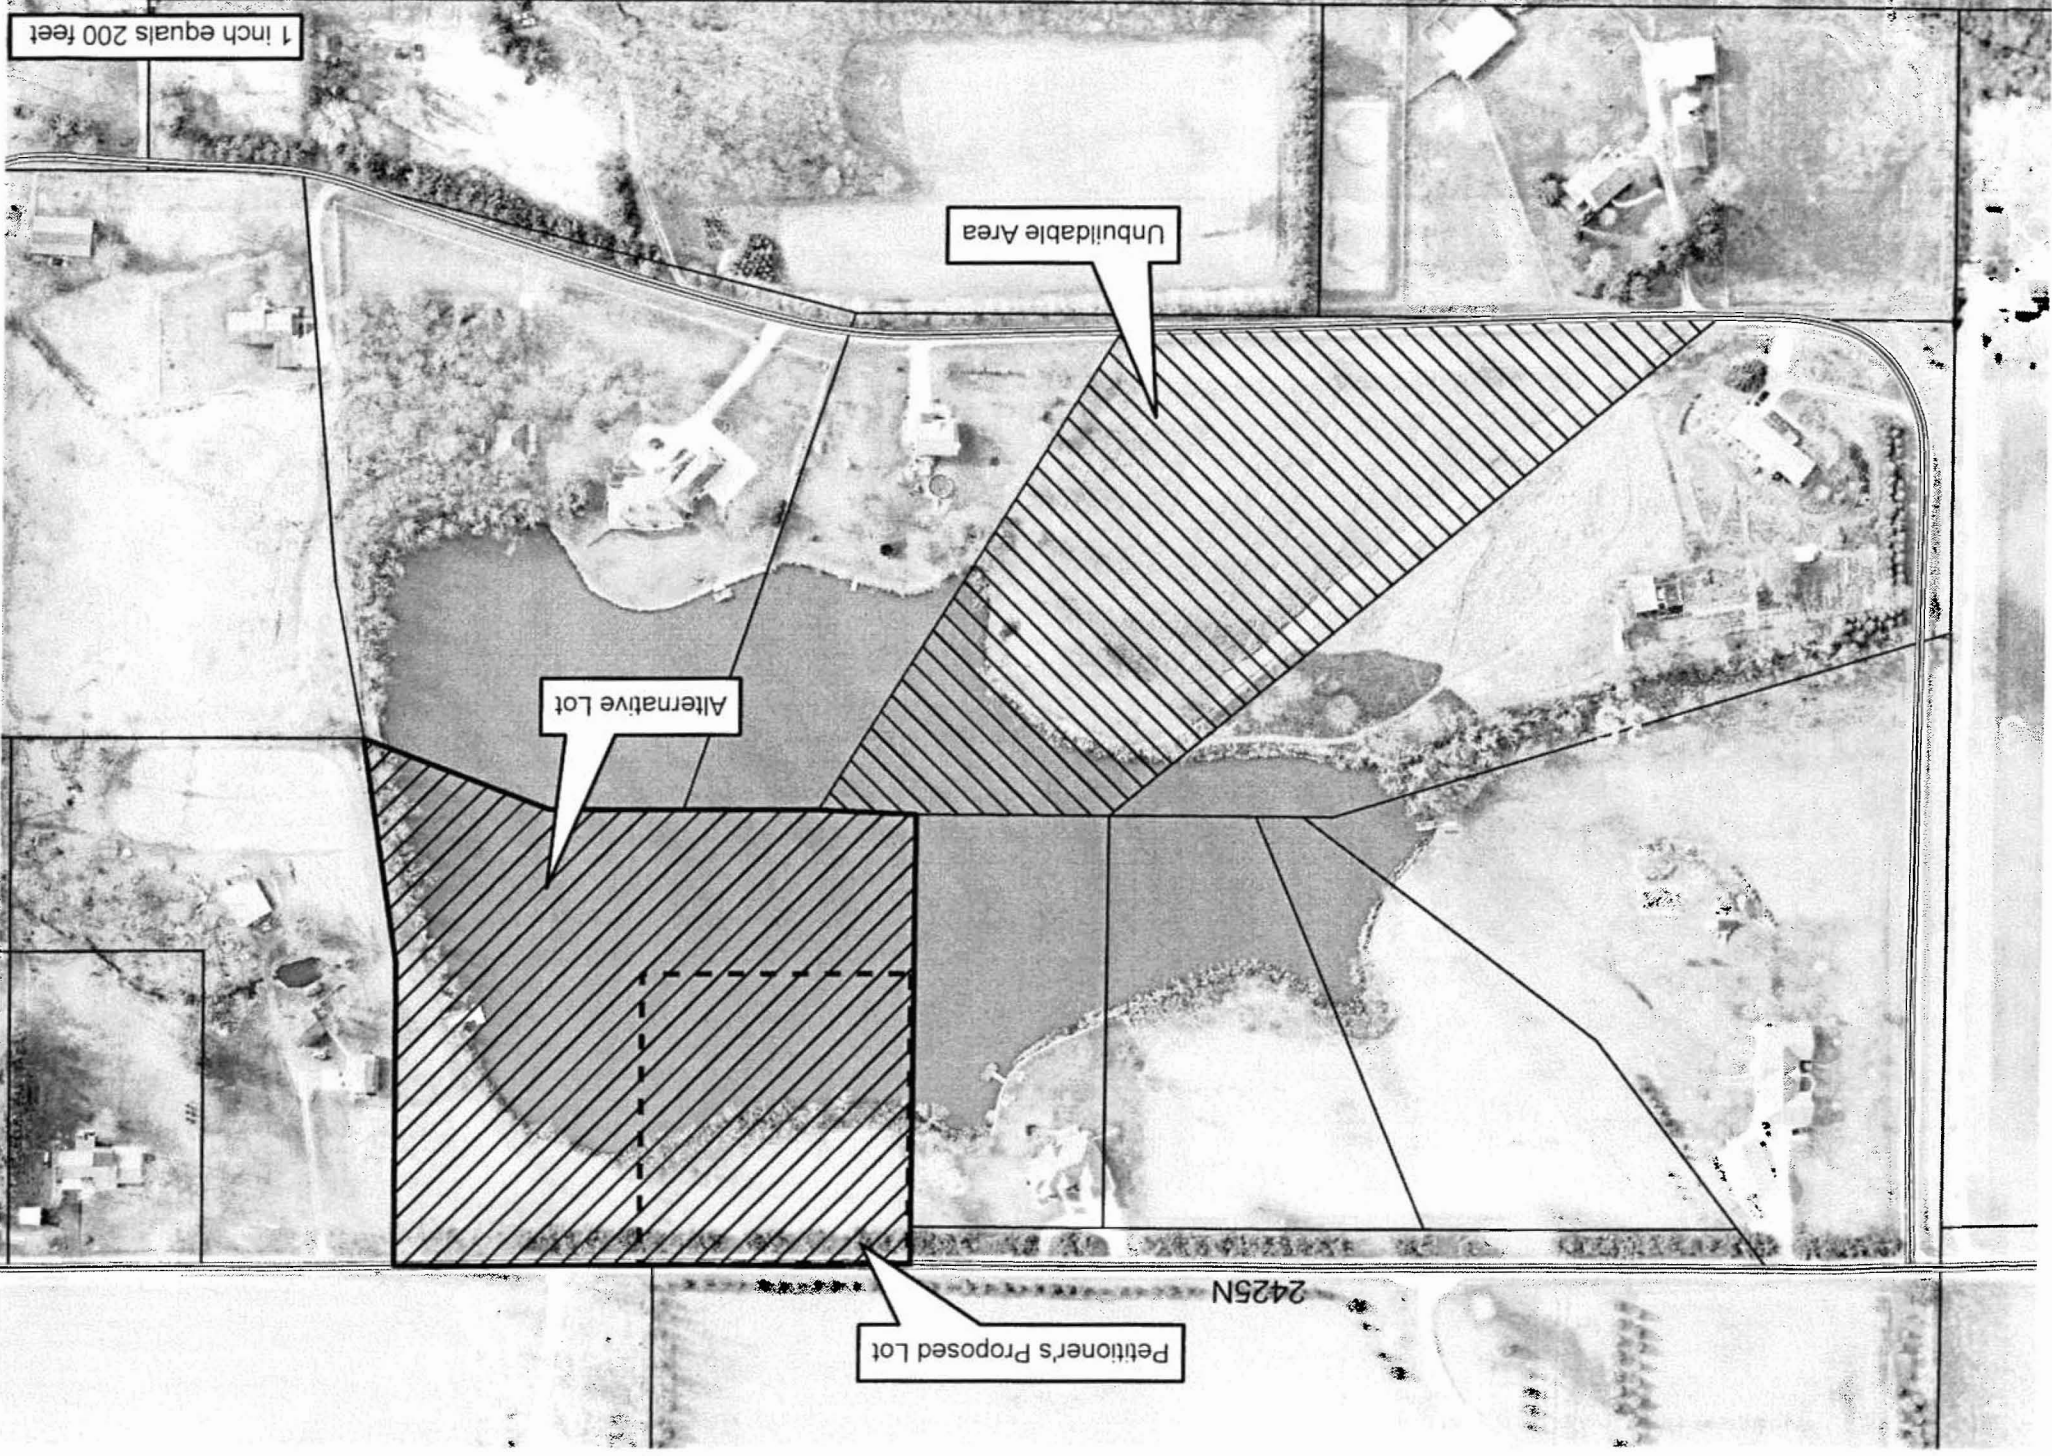 Petitioner's Proposed Lot
2425N
Alternative Lot
Unbuildable Area
1 inch equals 200 feet